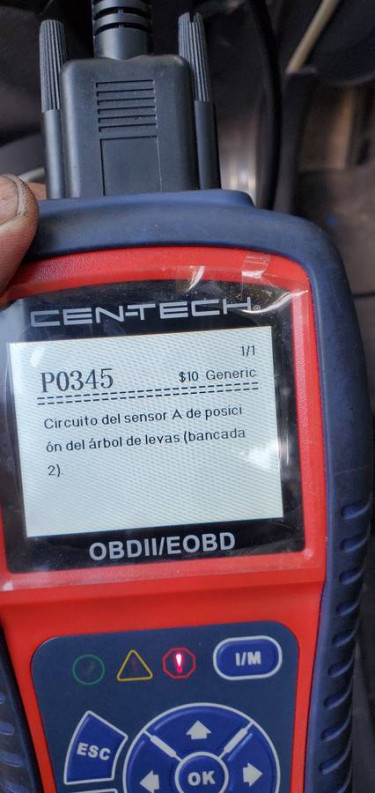 CEN-TECH®
1/1
P0345 $10 Generic
Circuito del sensor A de posici
ón del árbol de levas (bancada
2).
OBDII/EOBD
I/M
ESC
OK